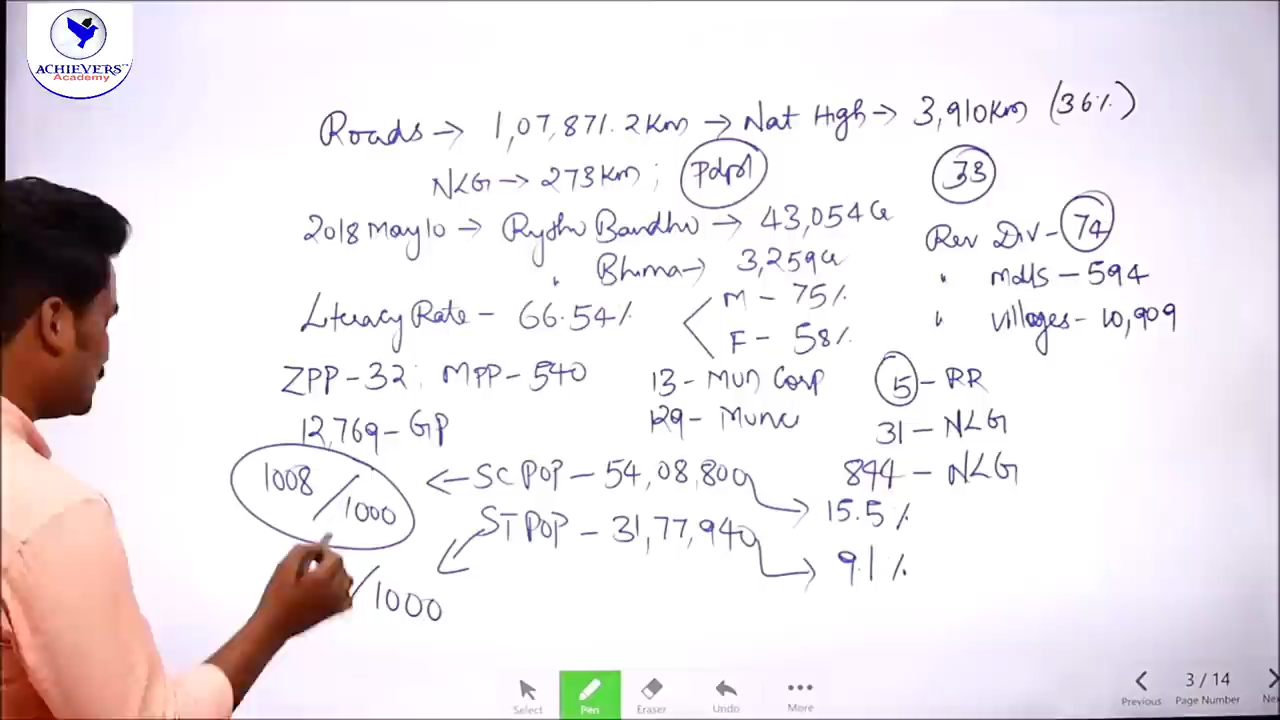 ACHIEVERS
Academy
Roads → 1,07,871.2Km → Nat High → 3,910Km (36%)
NLG → 273Km ; Pdpl 33
2018 May 10 → Rythu Bandhu → 43,054 Cr
" Bhima → 3,259 Cr
Rev Div - 74
" Mdls - 594
" Villages - 10,909
Literacy Rate - 66.54% M - 75%
F - 58%
ZPP - 32 ; MPP - 540 13 - Mun Corp 5 - RR
12,769 - GP 129 - Munc 31 - NLG
844 - NLG
1008/1000 ← SC POP - 54,08,800 → 15.5%
/1000 ST POP - 31,77,940 → 9.1%
Select
Pen
Eraser
Undo
More
Previous
3 / 14
Page Number